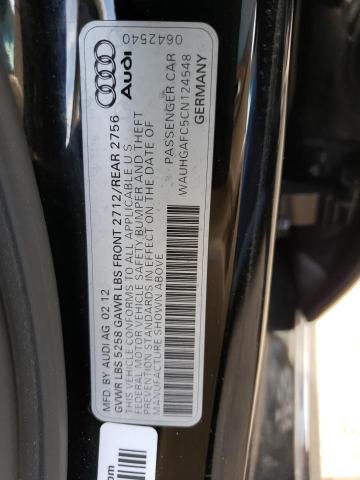 MFD. BY AUDI AG 02 12
GVWR LBS 5258 GAWR LBS FRONT 2712/REAR 2756
THIS VEHICLE CONFORMS TO ALL APPLICABLE U S
FEDERAL MOTOR VEHICLE SAFETY BUMPER AND THEFT
PREVENTION STANDARDS IN EFFECT ON THE DATE OF
MANUFACTURE SHOWN ABOVE
PASSENGER CAR
WAUHGAFC5CN124548
GERMANY
Audi
0642540
om